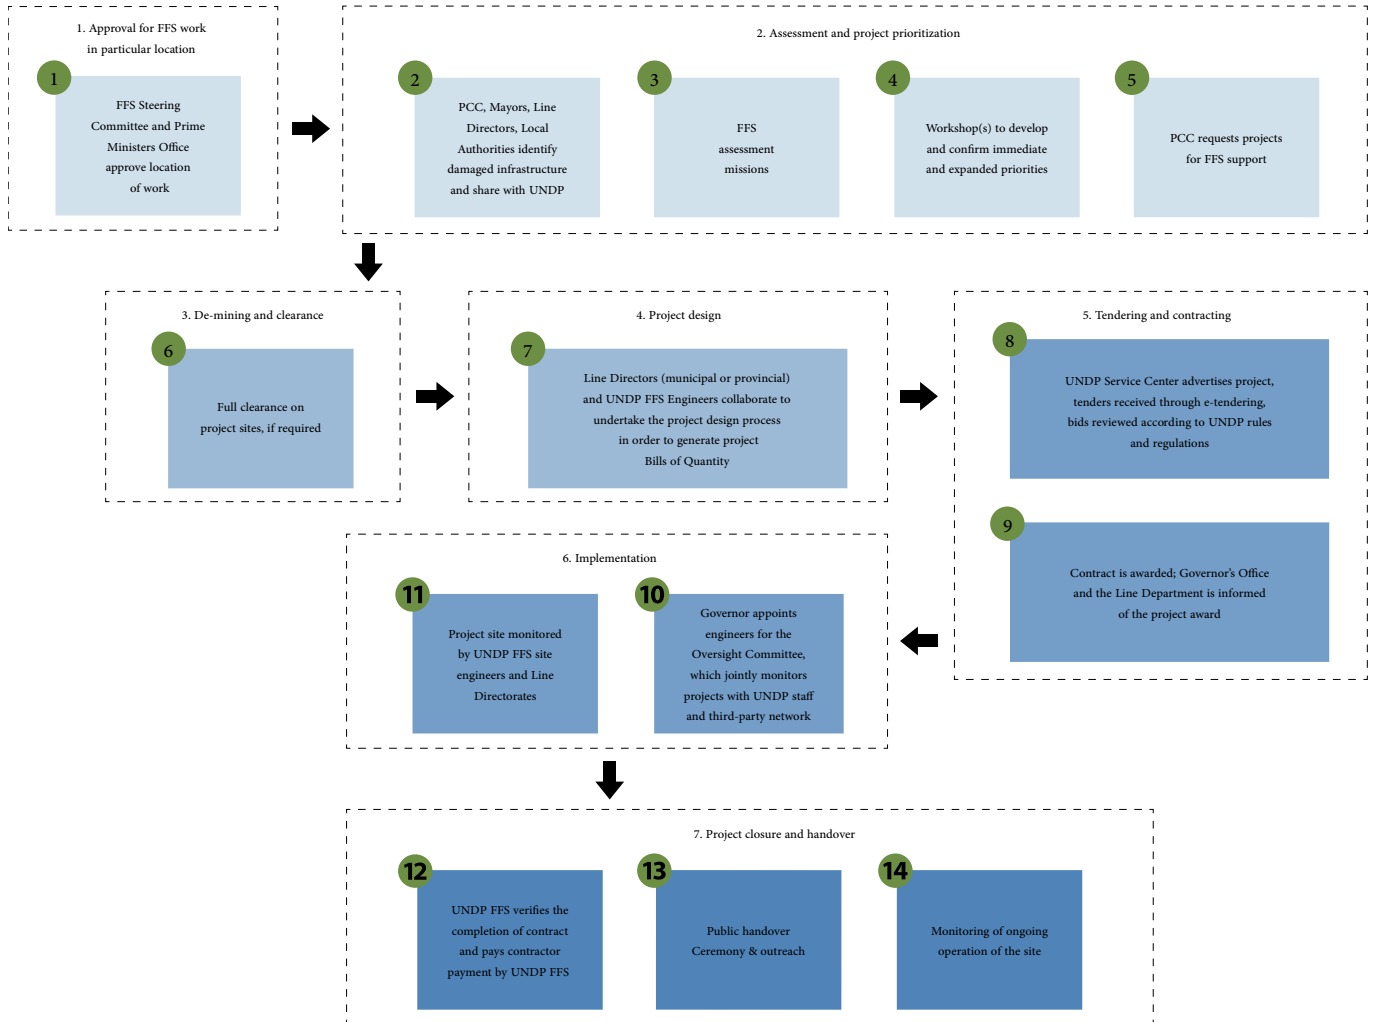 1. Approval for FFS work
in particular location
1
FFS Steering
Committee and Prime
Ministers Office
approve location
of work
2. Assessment and project prioritization
2
PCC, Mayors, Line
Directors, Local
Authorities identify
damaged infrastructure
and share with UNDP
3
FFS
assessment
missions
4
Workshop(s) to develop
and confirm immediate
and expanded priorities
5
PCC requests projects
for FFS support
3. De-mining and clearance
6
Full clearance on
project sites, if required
4. Project design
7
Line Directors (municipal or provincial)
and UNDP FFS Engineers collaborate to
undertake the project design process
in order to generate project
Bills of Quantity
5. Tendering and contracting
8
UNDP Service Center advertises project,
tenders received through e-tendering,
bids reviewed according to UNDP rules
and regulations
9
Contract is awarded; Governor’s Office
and the Line Department is informed
of the project award
6. Implementation
11
Project site monitored
by UNDP FFS site
engineers and Line
Directorates
10
Governor appoints
engineers for the
Oversight Committee,
which jointly monitors
projects with UNDP staff
and third-party network
7. Project closure and handover
12
UNDP FFS verifies the
completion of contract
and pays contractor
payment by UNDP FFS
13
Public handover
Ceremony & outreach
14
Monitoring of ongoing
operation of the site